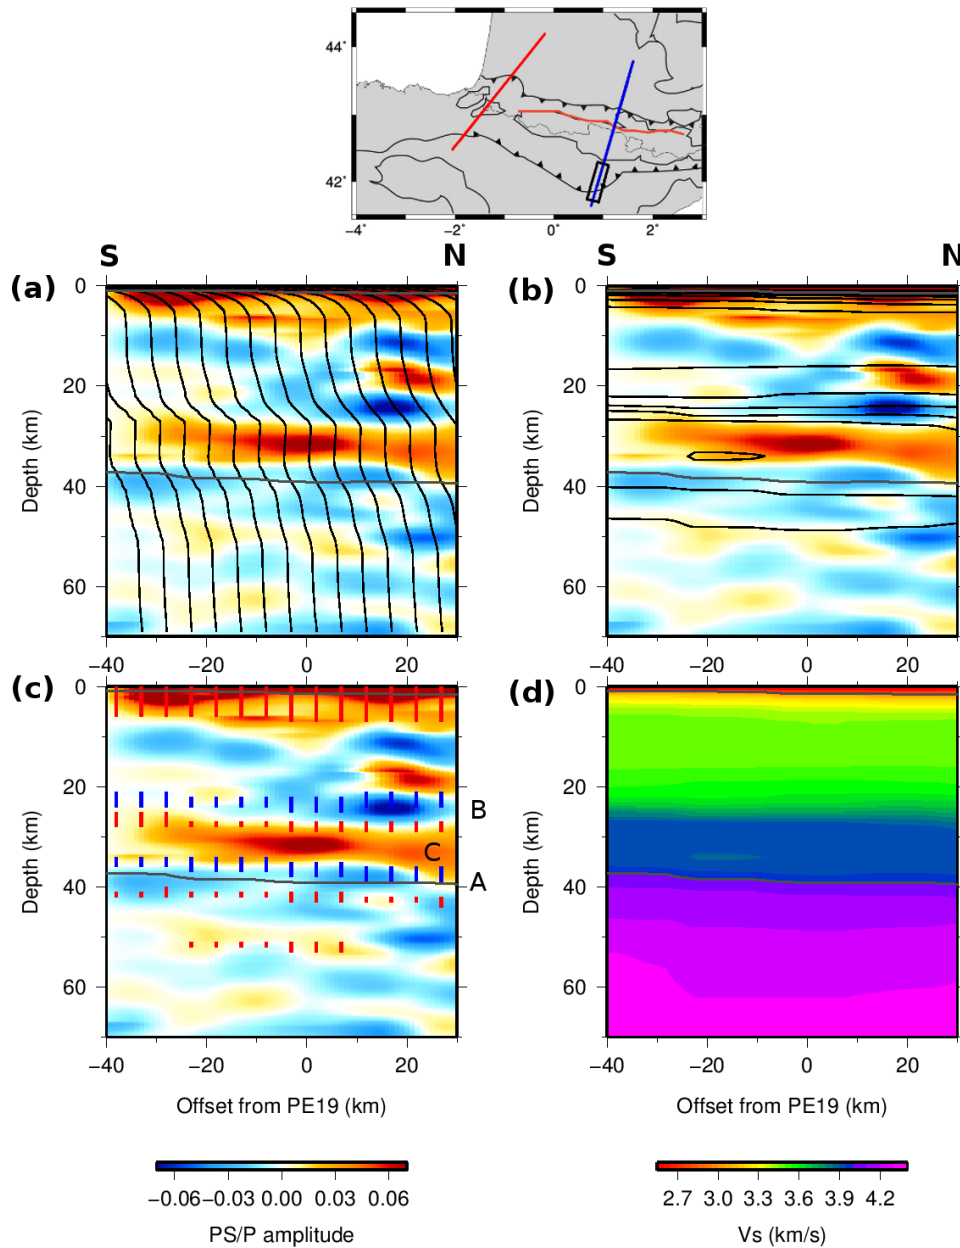 44°
42°
−4° −2° 0° 2°
S N S N
(a) (b)
0 0
20 20
40 40
60 60
Depth (km) Depth (km)
−40 −20 0 20 −40 −20 0 20
(c) (d)
0 0
20 20
40 40
60 60
B
C
A
Depth (km) Depth (km)
−40 −20 0 20 −40 −20 0 20
Offset from PE19 (km) Offset from PE19 (km)
−0.06 −0.03 0.00 0.03 0.06 2.7 3.0 3.3 3.6 3.9 4.2
PS/P amplitude Vs (km/s)